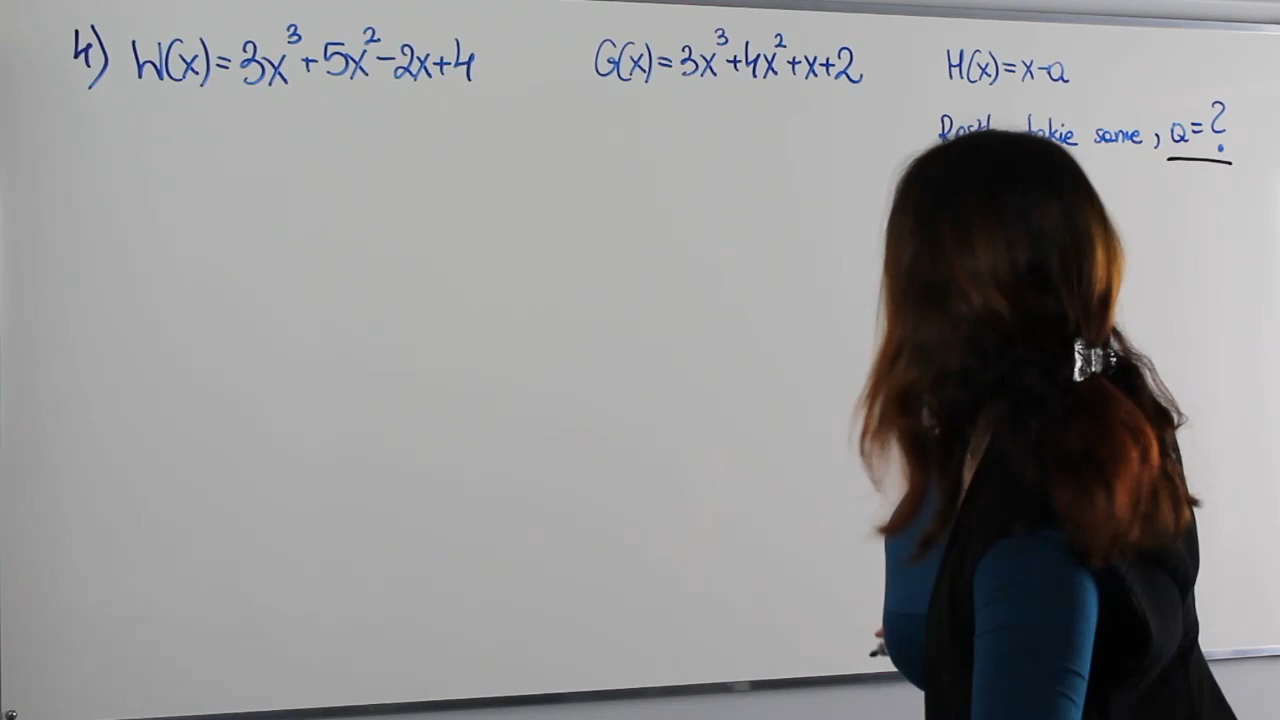 4) W(x)=3x³+5x²-2x+4 G(x)=3x³+4x²+x+2 H(x)=x-a
takie same, a=?